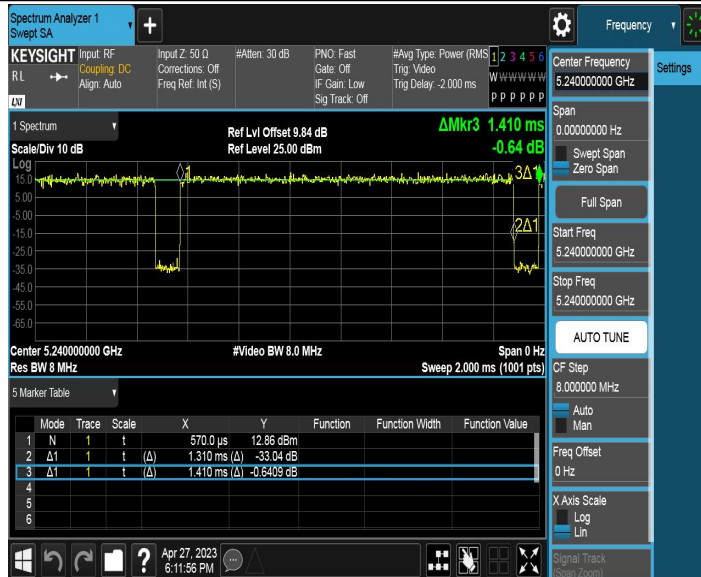 Spectrum Analyzer 1
Swept SA
+
Frequency
KEYSIGHT
RL
LXI
Input: RF
Coupling: DC
Align: Auto
Input Z: 50 Ω
Corrections: Off
Freq Ref: Int (S)
#Atten: 30 dB
PNO: Fast
Gate: Off
IF Gain: Low
Sig Track: Off
#Avg Type: Power (RMS
Trig: Video
Trig Delay: -2.000 ms
1 2 3 4 5 6
W W W W W W
P P P P P P
1 Spectrum
Scale/Div 10 dB
Ref Lvl Offset 9.84 dB
Ref Level 25.00 dBm
ΔMkr3 1.410 ms
-0.64 dB
Log
15.0
5.00
-5.00
-15.0
-25.0
-35.0
-45.0
-55.0
-65.0
1
3Δ1
2Δ1
Center 5.240000000 GHz
#Video BW 8.0 MHz
Span 0 Hz
Res BW 8 MHz
Sweep 2.000 ms (1001 pts)
5 Marker Table
Mode Trace Scale X Y Function Function Width Function Value
1 N 1 t 570.0 µs 12.86 dBm
2 Δ1 1 t (Δ) 1.310 ms (Δ) -33.04 dB
3 Δ1 1 t (Δ) 1.410 ms (Δ) -0.6409 dB
4
5
6
?
Apr 27, 2023
6:11:56 PM
Center Frequency
5.240000000 GHz
Settings
Span
0.00000000 Hz
Swept Span
Zero Span
Full Span
Start Freq
5.240000000 GHz
Stop Freq
5.240000000 GHz
AUTO TUNE
CF Step
8.000000 MHz
Auto
Man
Freq Offset
0 Hz
X Axis Scale
Log
Lin
Signal Track
(Span Zoom)